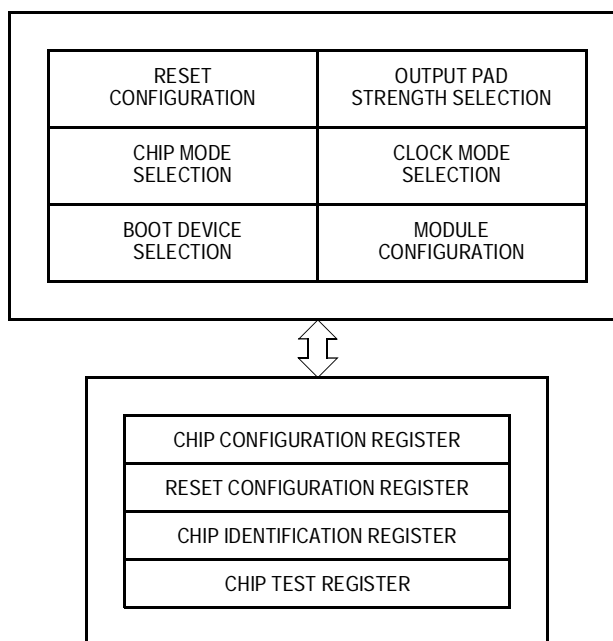 RESET
CONFIGURATION
OUTPUT PAD
STRENGTH SELECTION
CHIP MODE
SELECTION
CLOCK MODE
SELECTION
BOOT DEVICE
SELECTION
MODULE
CONFIGURATION
CHIP CONFIGURATION REGISTER
RESET CONFIGURATION REGISTER
CHIP IDENTIFICATION REGISTER
CHIP TEST REGISTER